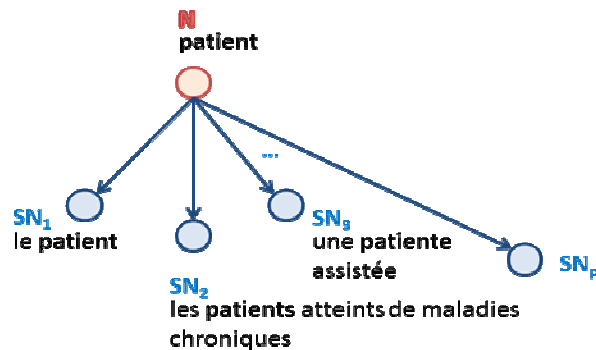 N
patient
...
SN₁
le patient
SN₃
une patiente
assistée
SNₚ
SN₂
les patients atteints de maladies
chroniques